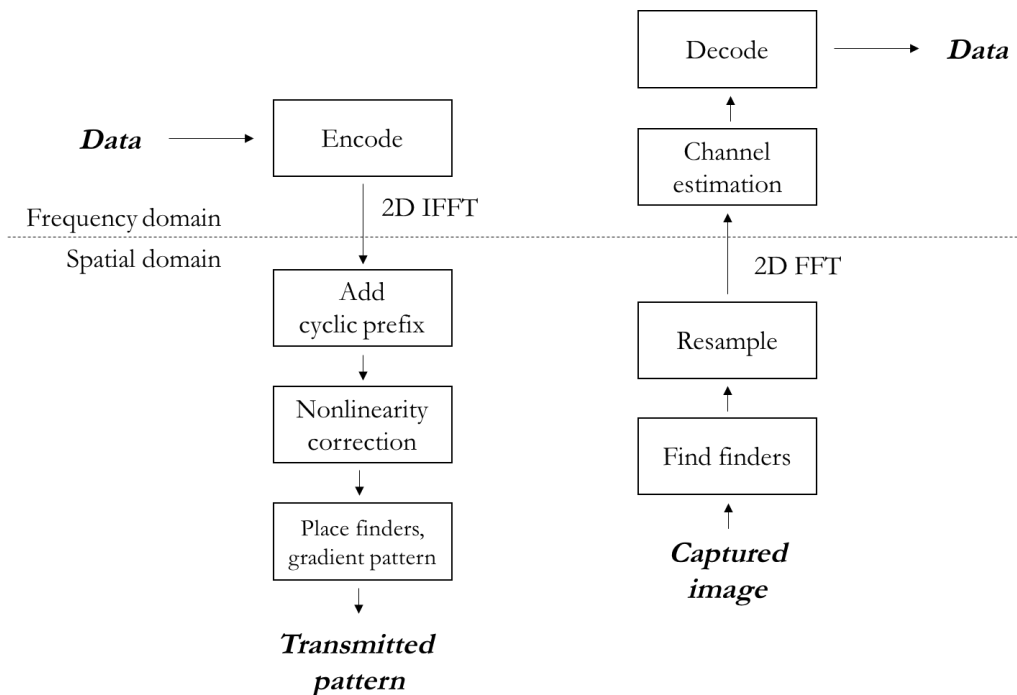 Data
Encode
2D IFFT
Frequency domain
Spatial domain
Add
cyclic prefix
Nonlinearity
correction
Place finders,
gradient pattern
Transmitted
pattern
Decode
Data
Channel
estimation
2D FFT
Resample
Find finders
Captured
image